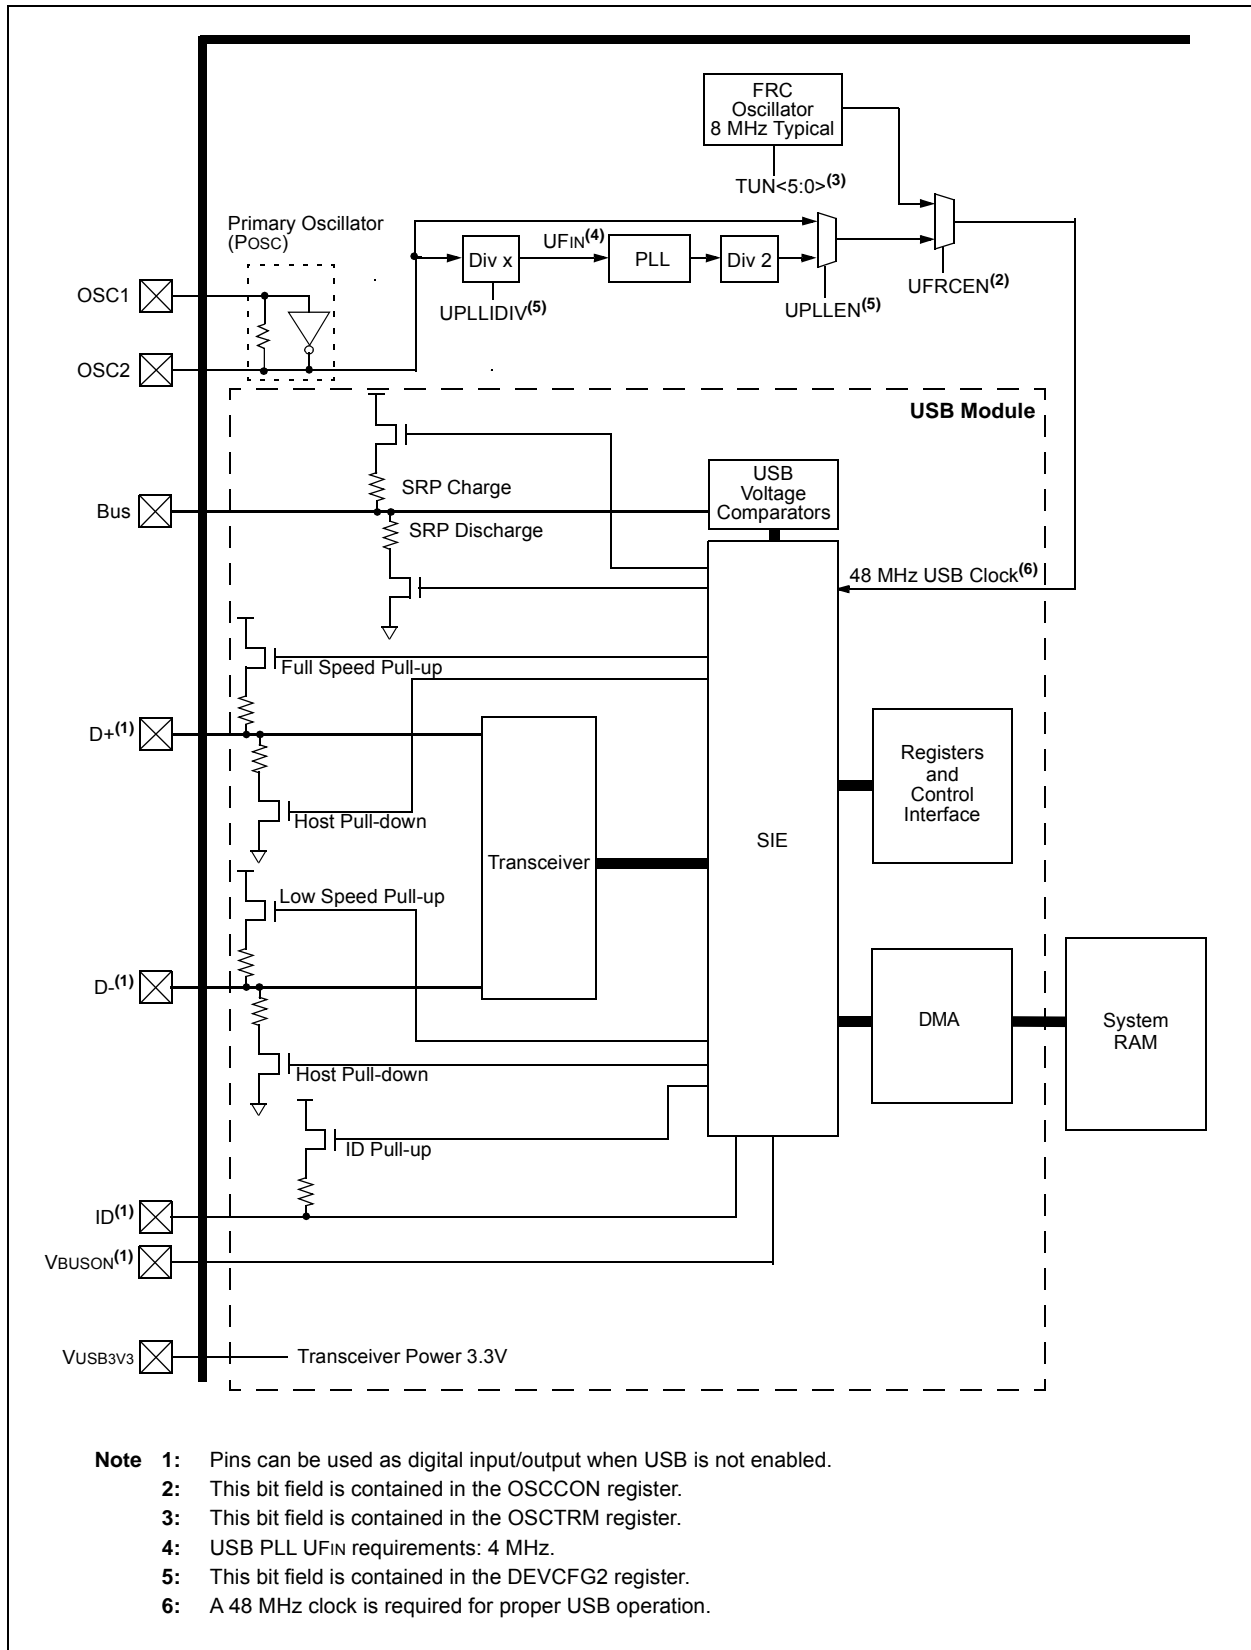 FRC
Oscillator
8 MHz Typical
TUN<5:0>(3)
Primary Oscillator
(POSC)
UFIN(4)
Div x
PLL
Div 2
UPLLIDIV(5)
UPLLEN(5)
UFRCEN(2)
OSC1
OSC2
USB Module
USB
Voltage
Comparators
SRP Charge
Bus
SRP Discharge
48 MHz USB Clock(6)
Full Speed Pull-up
D+(1)
Registers
and
Control
Interface
Host Pull-down
SIE
Transceiver
Low Speed Pull-up
D-(1)
DMA
System
RAM
Host Pull-down
ID Pull-up
ID(1)
VBUSON(1)
VUSB3V3
Transceiver Power 3.3V
Note 1: Pins can be used as digital input/output when USB is not enabled.
2: This bit field is contained in the OSCCON register.
3: This bit field is contained in the OSCTRM register.
4: USB PLL UFIN requirements: 4 MHz.
5: This bit field is contained in the DEVCFG2 register.
6: A 48 MHz clock is required for proper USB operation.